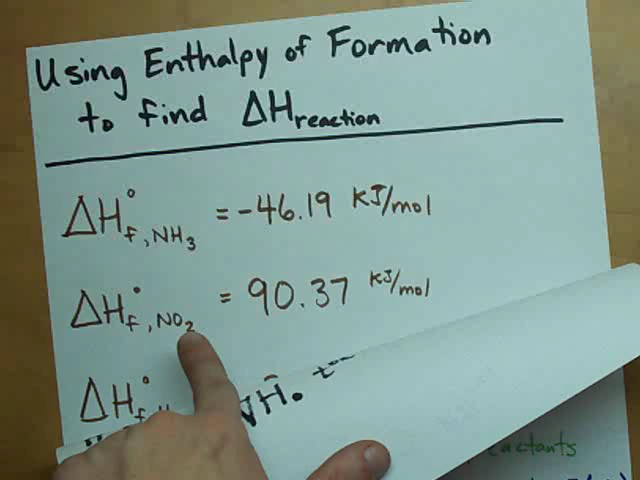 Using Enthalpy of Formation
to find ΔHreaction
ΔH°f,NH3 = -46.19 KJ/mol
ΔH°f,NO2 = 90.37 KJ/mol
ΔH°f,